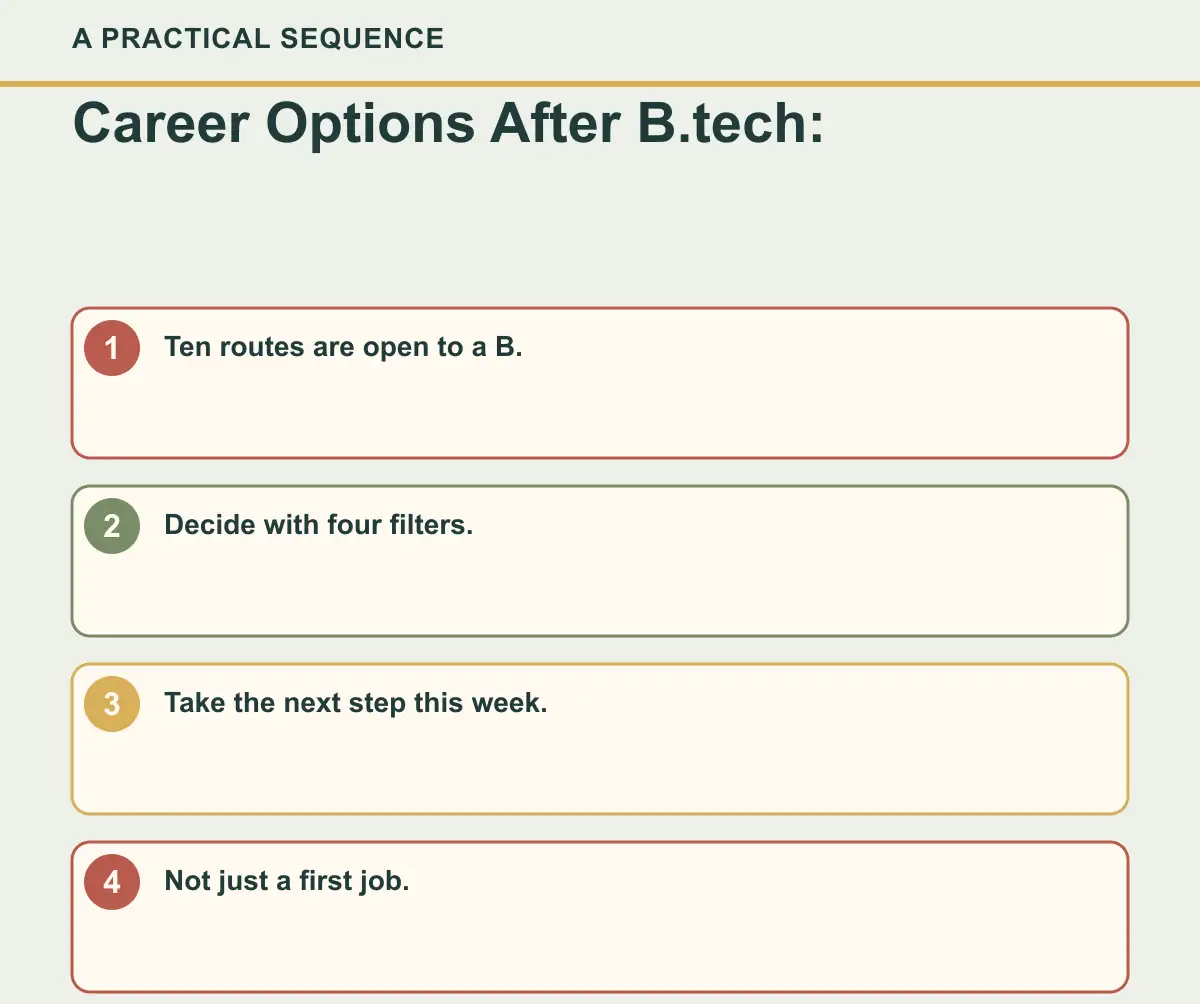 A PRACTICAL SEQUENCE
Career Options After B.tech:
1 Ten routes are open to a B.
2 Decide with four filters.
3 Take the next step this week.
4 Not just a first job.